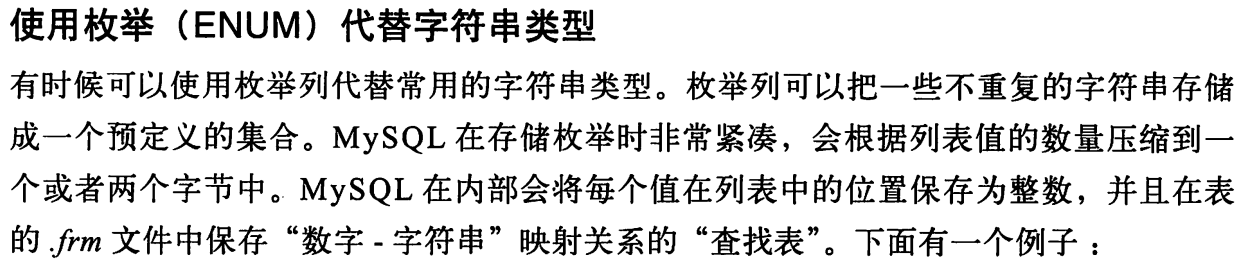 使用枚举（ENUM）代替字符串类型
有时候可以使用枚举列代替常用的字符串类型。枚举列可以把一些不重复的字符串存储
成一个预定义的集合。MySQL 在存储枚举时非常紧凑，会根据列表值的数量压缩到一
个或者两个字节中。MySQL 在内部会将每个值在列表中的位置保存为整数，并且在表
的 .frm 文件中保存“数字 - 字符串”映射关系的“查找表”。下面有一个例子：